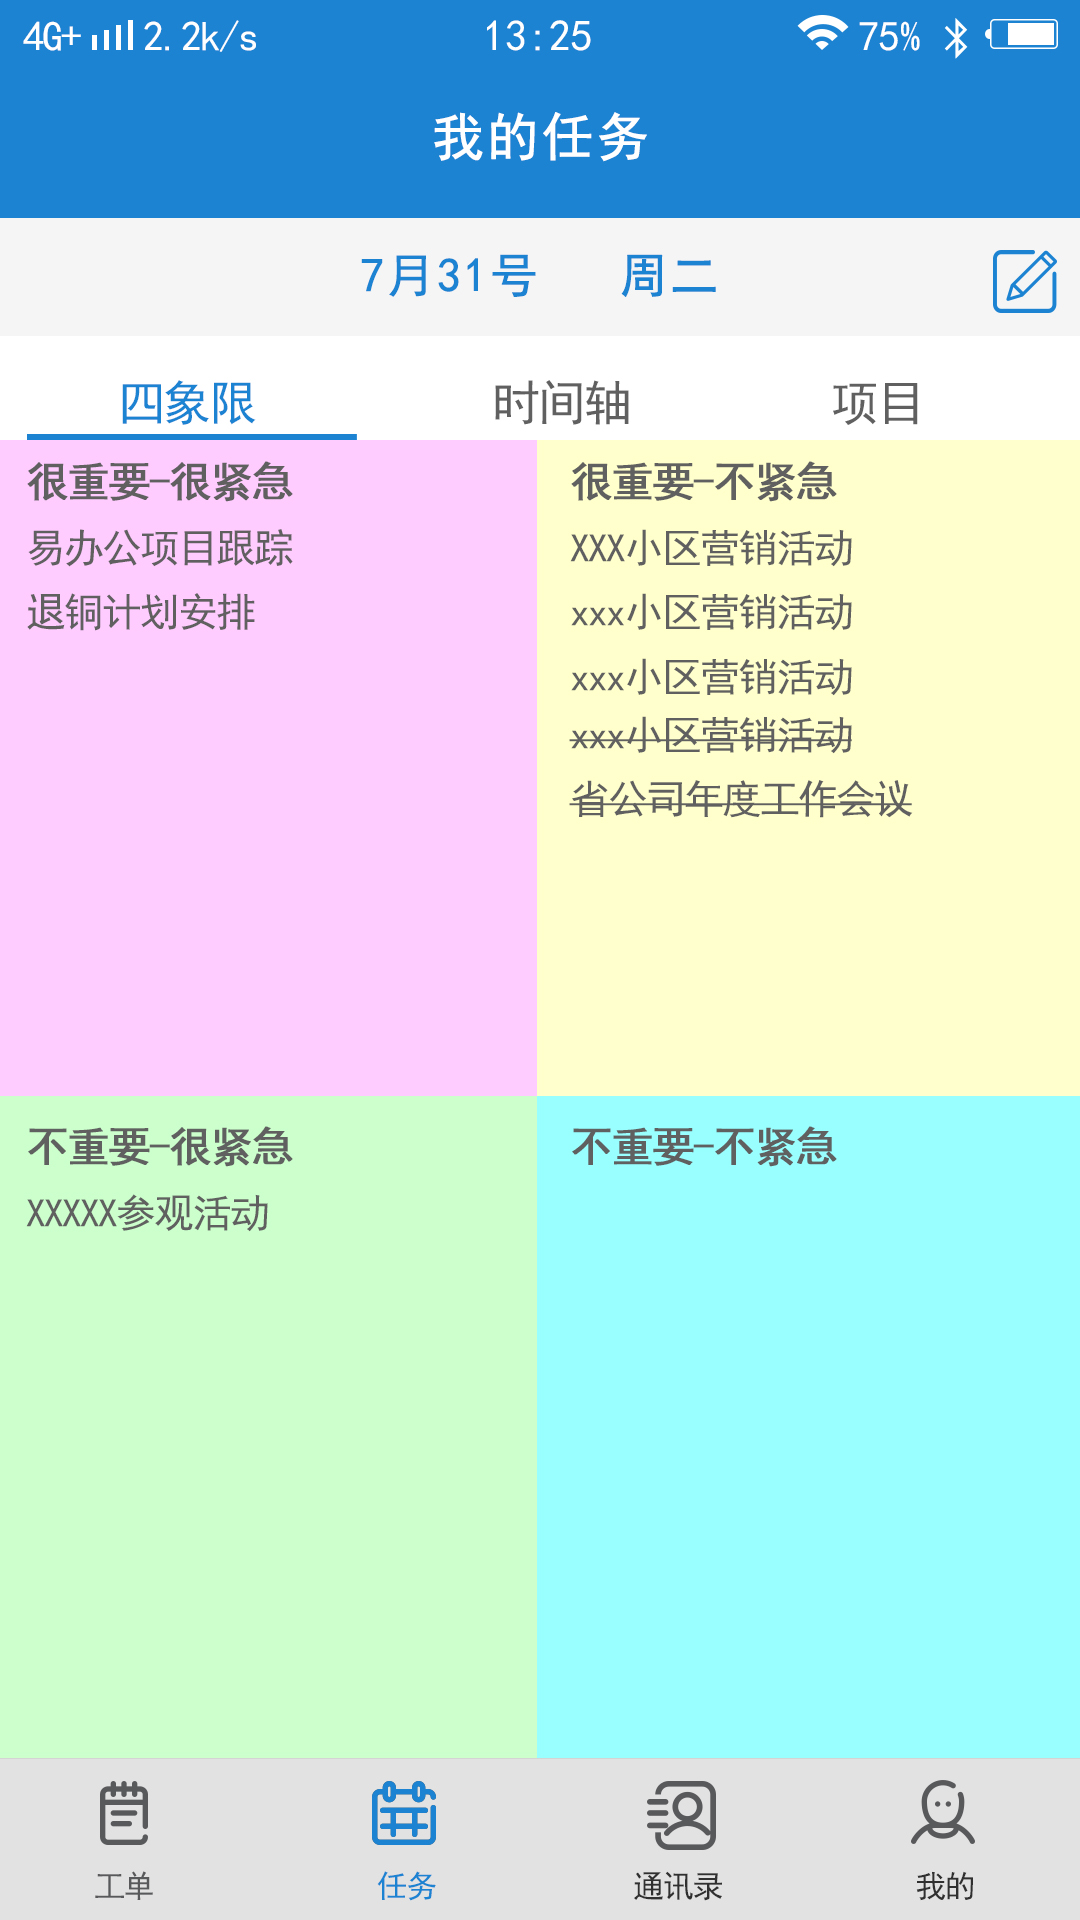 4G+ 2.2k/s 13:25 75%
我的任务
7月31号 周二
四象限 时间轴 项目
很重要-很紧急
易办公项目跟踪
退铜计划安排
很重要-不紧急
XXX小区营销活动
xxx小区营销活动
xxx小区营销活动
xxx小区营销活动
省公司年度工作会议
不重要-很紧急
XXXXX参观活动
不重要-不紧急
工单 任务 通讯录 我的